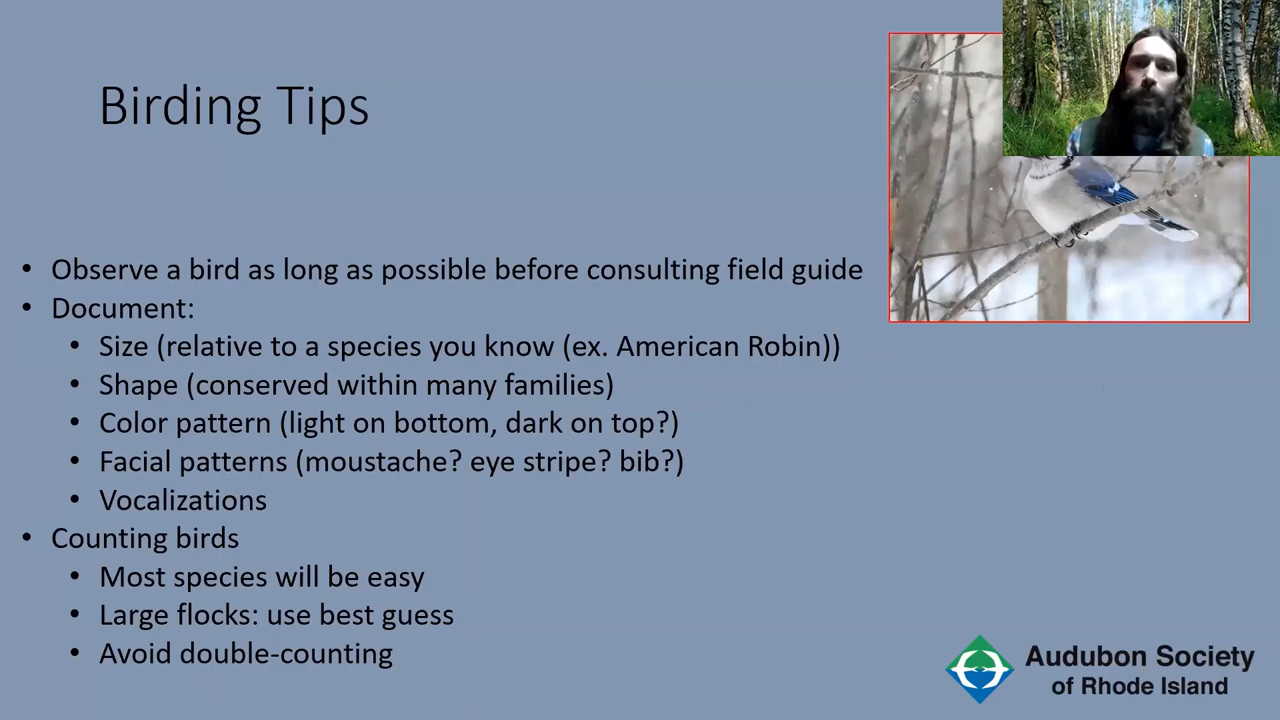 Birding Tips
• Observe a bird as long as possible before consulting field guide
• Document:
• Size (relative to a species you know (ex. American Robin))
• Shape (conserved within many families)
• Color pattern (light on bottom, dark on top?)
• Facial patterns (moustache? eye stripe? bib?)
• Vocalizations
• Counting birds
• Most species will be easy
• Large flocks: use best guess
• Avoid double-counting
Audubon Society
of Rhode Island